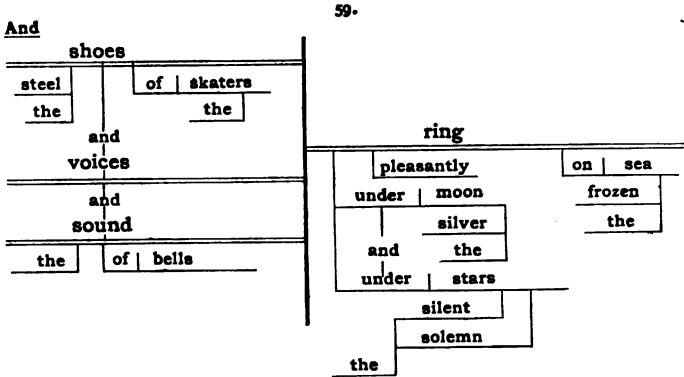 59.
And
shoes
steel of skaters
the the
and
voices
and
sound
the of bells
ring
pleasantly on sea
under moon frozen
silver the
and the
under stars
silent
solemn
the